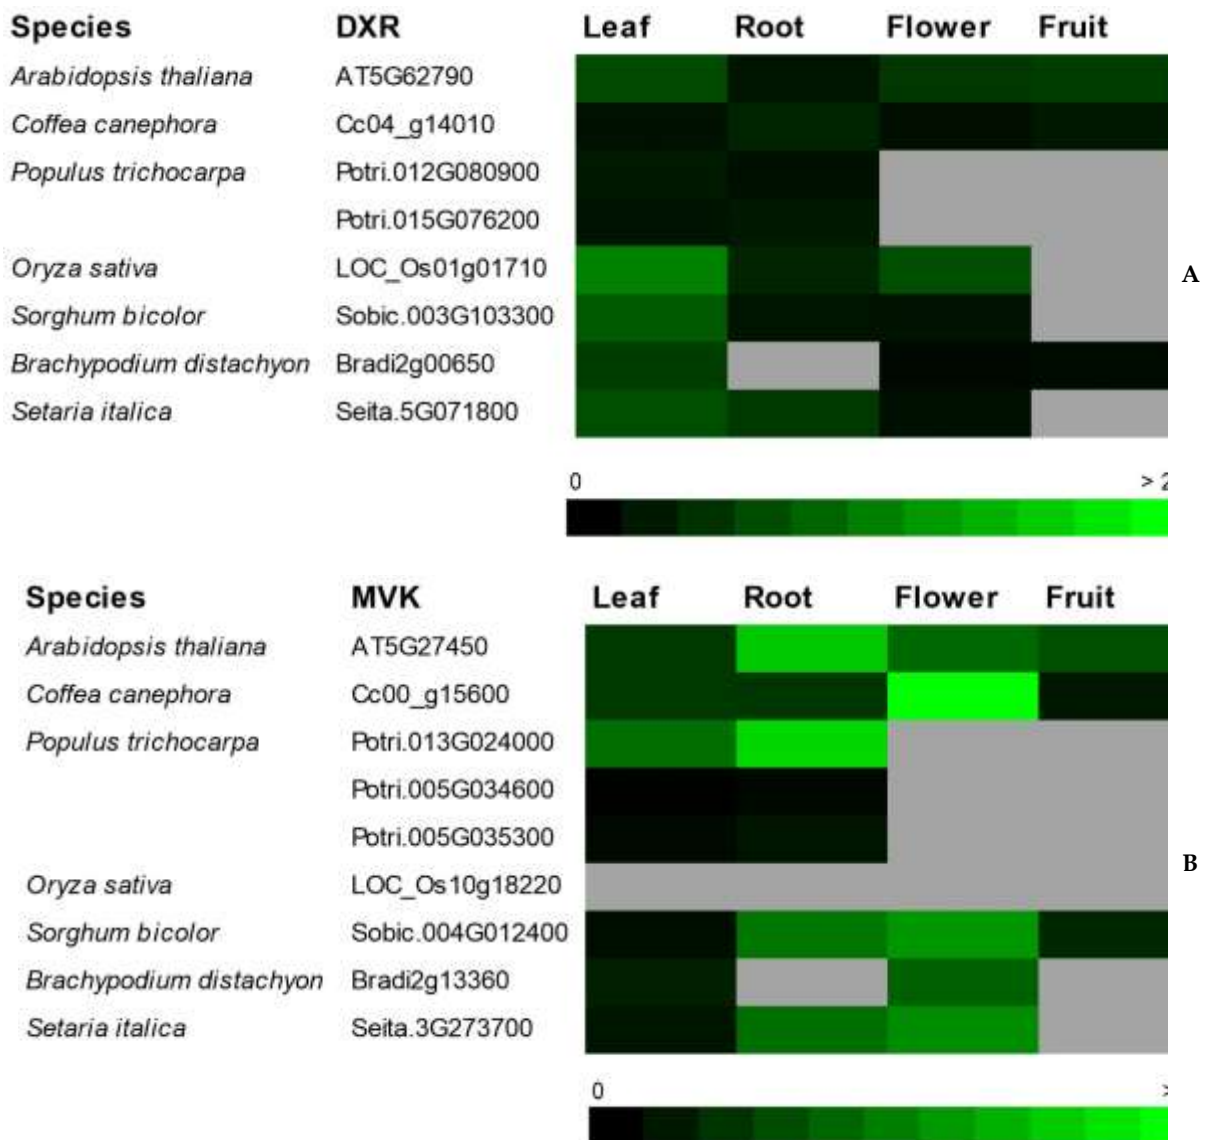 Species DXR Leaf Root Flower Fruit
Arabidopsis thaliana AT5G62790
Coffea canephora Cc04_g14010
Populus trichocarpa Potri.012G080900
Potri.015G076200
Oryza sativa LOC_Os01g01710
A
Sorghum bicolor Sobic.003G103300
Brachypodium distachyon Bradi2g00650
Setaria italica Seita.5G071800
0 > 2
Species MVK Leaf Root Flower Fruit
Arabidopsis thaliana AT5G27450
Coffea canephora Cc00_g15600
Populus trichocarpa Potri.013G024000
Potri.005G034600
Potri.005G035300
B
Oryza sativa LOC_Os10g18220
Sorghum bicolor Sobic.004G012400
Brachypodium distachyon Bradi2g13360
Setaria italica Seita.3G273700
0 >